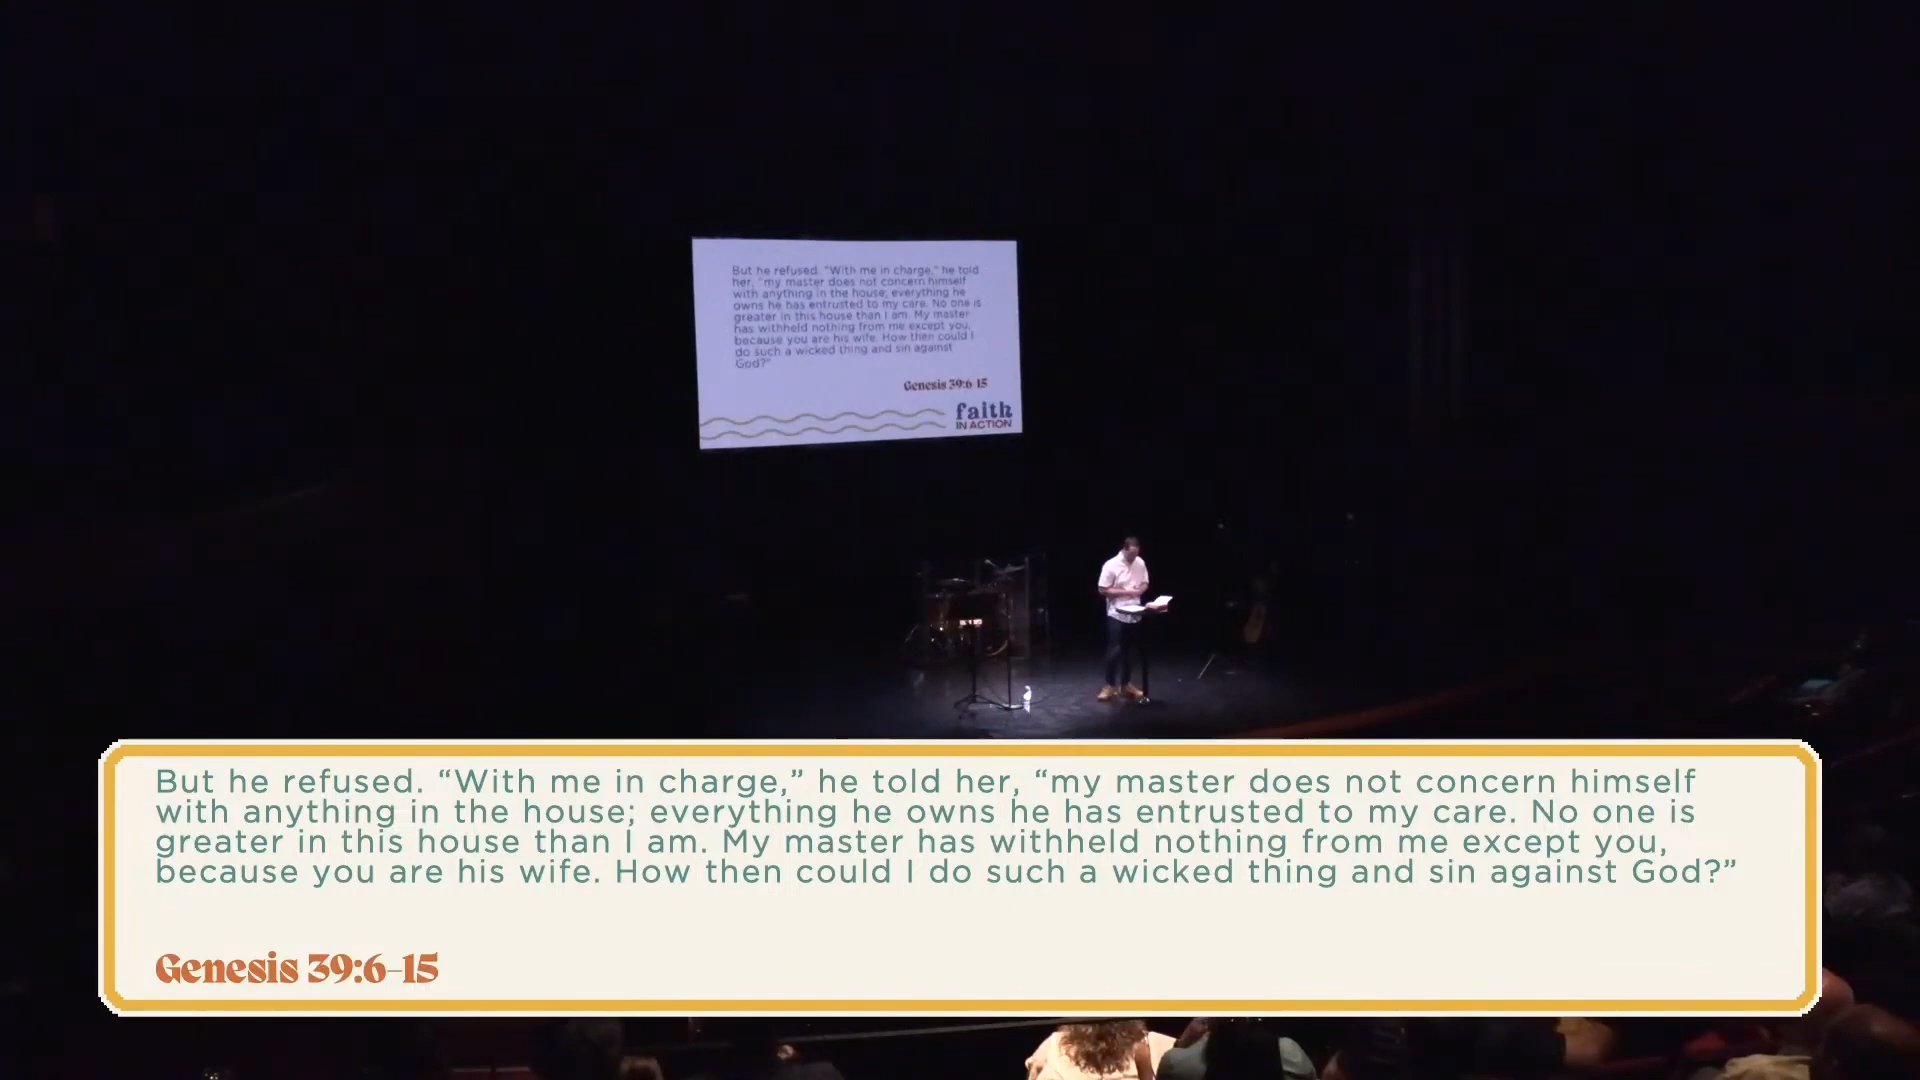 But he refused. "With me in charge," he told
her, "my master does not concern himself
with anything in the house; everything he
owns he has entrusted to my care. No one is
greater in this house than I am. My master
has withheld nothing from me except you,
because you are his wife. How then could I
do such a wicked thing and sin against
God?"
Genesis 39:6-15
faith
IN ACTION
But he refused. “With me in charge,” he told her, “my master does not concern himself
with anything in the house; everything he owns he has entrusted to my care. No one is
greater in this house than I am. My master has withheld nothing from me except you,
because you are his wife. How then could I do such a wicked thing and sin against God?”
Genesis 39:6-15